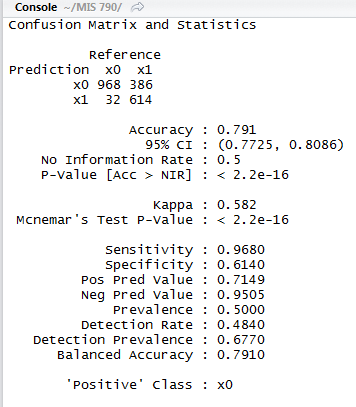 Console ~/MIS 790/
Confusion Matrix and Statistics
Reference
Prediction x0 x1
x0 968 386
x1 32 614
Accuracy : 0.791
95% CI : (0.7725, 0.8086)
No Information Rate : 0.5
P-Value [Acc > NIR] : < 2.2e-16
Kappa : 0.582
Mcnemar's Test P-Value : < 2.2e-16
Sensitivity : 0.9680
Specificity : 0.6140
Pos Pred Value : 0.7149
Neg Pred Value : 0.9505
Prevalence : 0.5000
Detection Rate : 0.4840
Detection Prevalence : 0.6770
Balanced Accuracy : 0.7910
'Positive' Class : x0